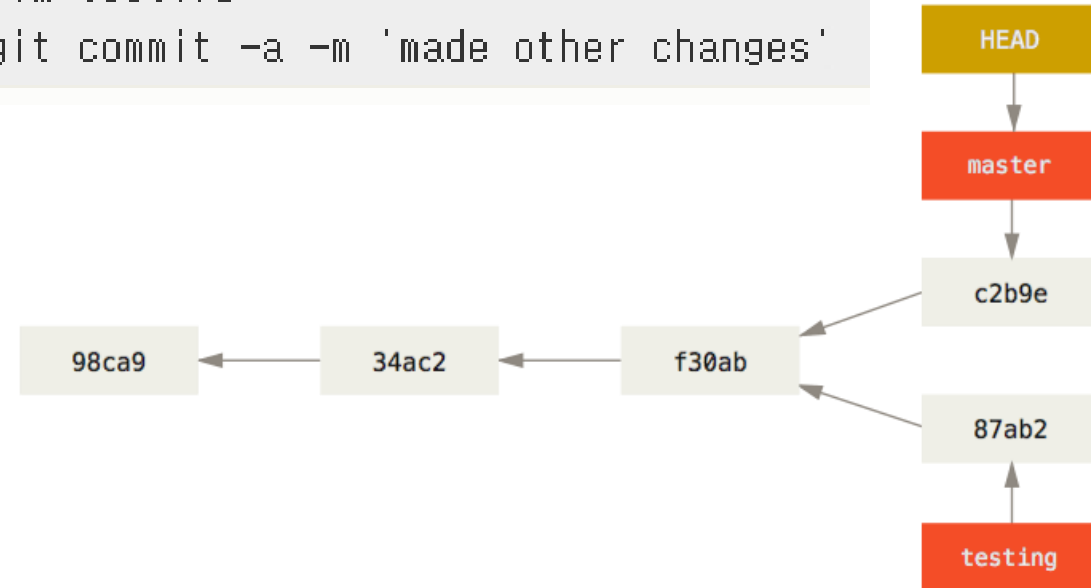 git commit -a -m 'made other changes'
HEAD
master
c2b9e
98ca9
34ac2
f30ab
87ab2
testing